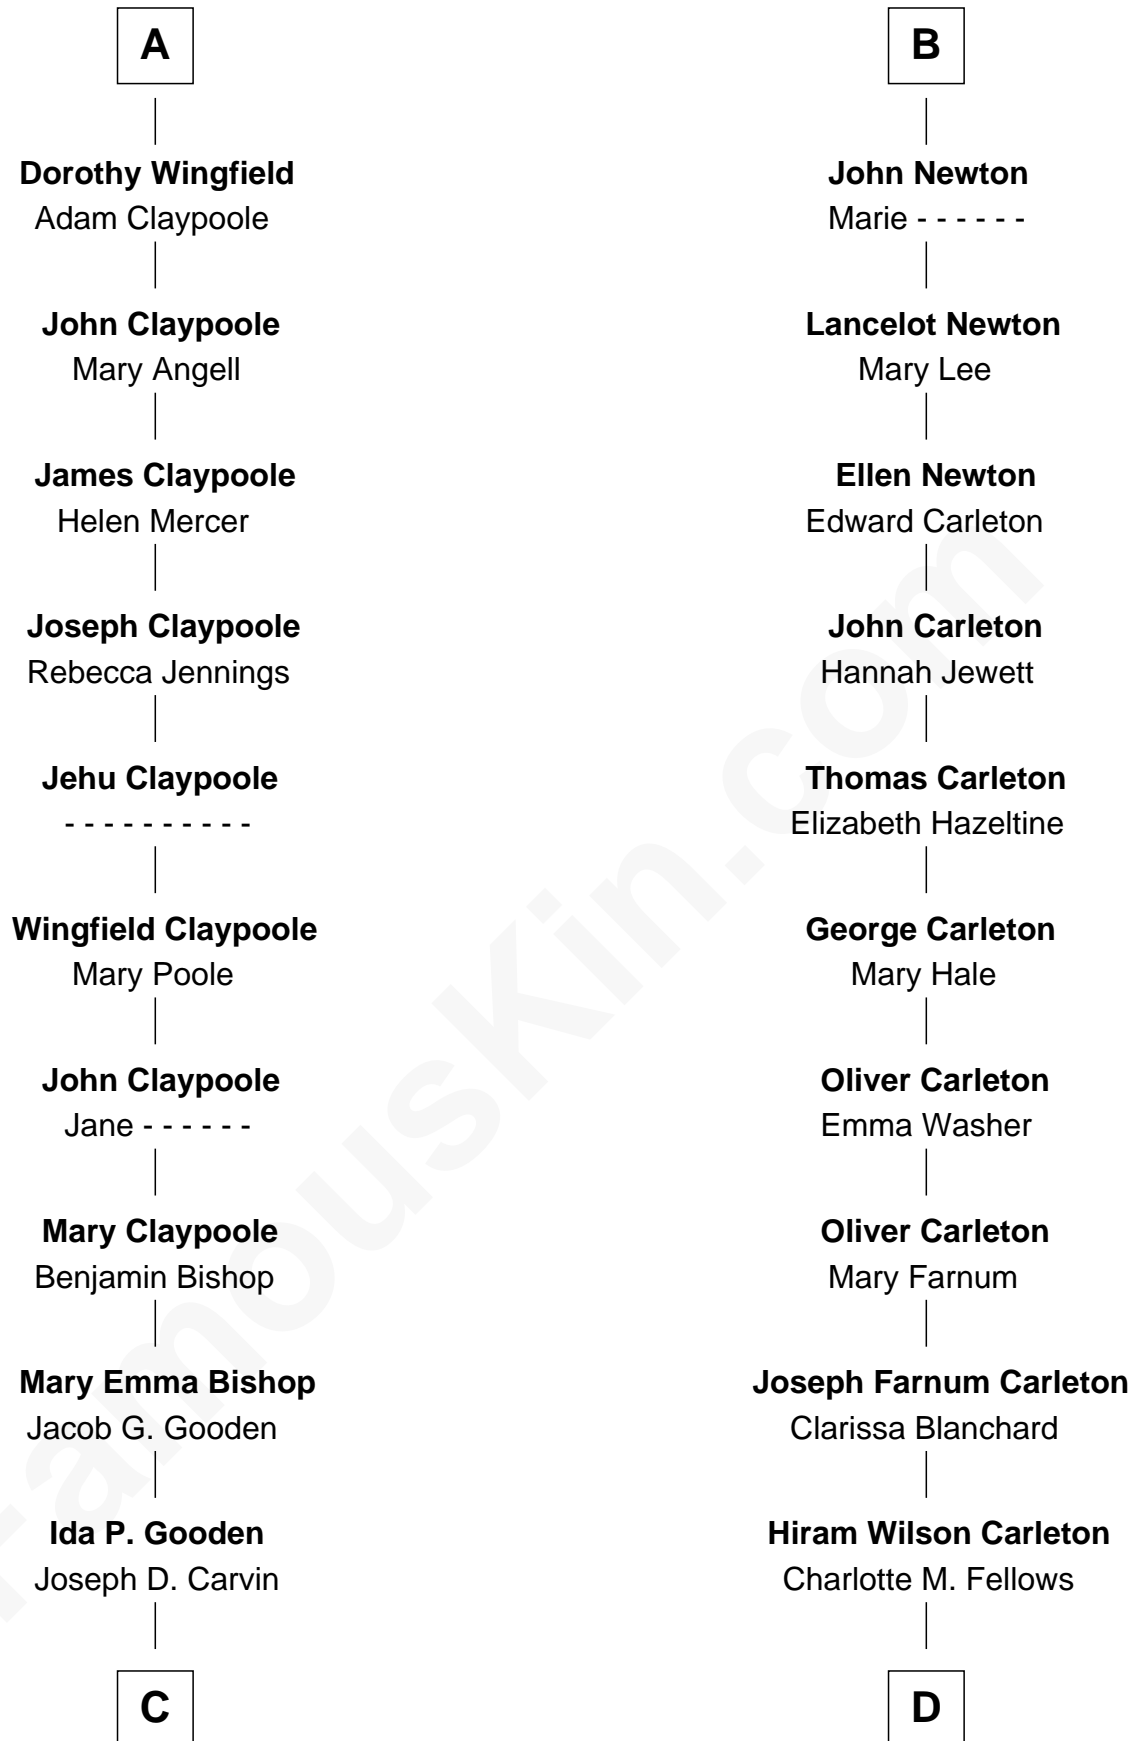 A
Dorothy Wingfield
Adam Claypoole
John Claypoole
Mary Angell
James Claypoole
Helen Mercer
Joseph Claypoole
Rebecca Jennings
Jehu Claypoole
- - - - - - - - - -
Wingfield Claypoole
Mary Poole
John Claypoole
Jane - - - - - -
Mary Claypoole
Benjamin Bishop
Mary Emma Bishop
Jacob G. Gooden
Ida P. Gooden
Joseph D. Carvin
C
B
John Newton
Marie - - - - - -
Lancelot Newton
Mary Lee
Ellen Newton
Edward Carleton
John Carleton
Hannah Jewett
Thomas Carleton
Elizabeth Hazeltine
George Carleton
Mary Hale
Oliver Carleton
Emma Washer
Oliver Carleton
Mary Farnum
Joseph Farnum Carleton
Clarissa Blanchard
Hiram Wilson Carleton
Charlotte M. Fellows
D
FamousKin.com